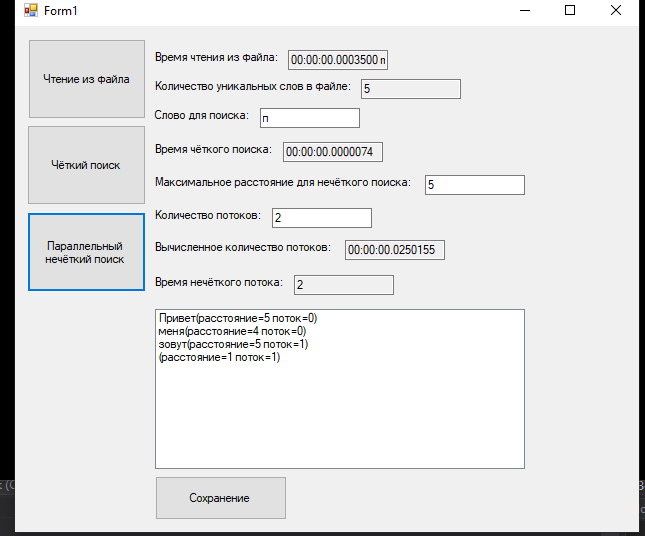 Form1
Чтение из файла
Время чтения из файла: 00:00:00.0003500
Количество уникальных слов в файле: 5
Слово для поиска: п
Чёткий поиск
Время чёткого поиска: 00:00:00.0000074
Максимальное расстояние для нечёткого поиска: 5
Количество потоков: 2
Параллельный
нечёткий поиск
Вычисленное количество потоков: 00:00:00.0250155
Время нечёткого потока: 2
Привет(расстояние=5 поток=0)
меня(расстояние=4 поток=0)
зовут(расстояние=5 поток=1)
(расстояние=1 поток=1)
Сохранение